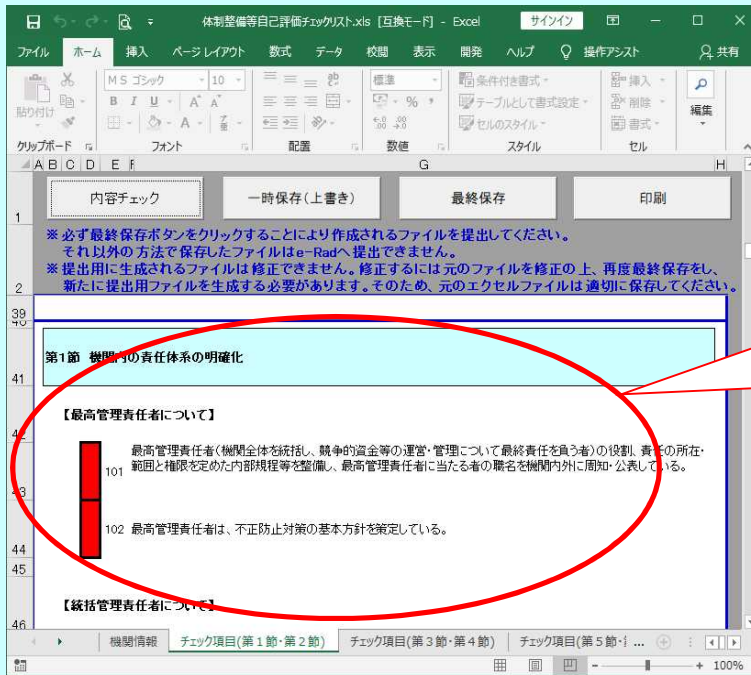 体制整備等自己評価チェックリスト.xls [互換モード] - Excel
サインイン
ファイル ホーム 挿入 ページ レイアウト 数式 データ 校閲 表示 開発 ヘルプ 操作アシスト 共有
貼り付け
MS ゴシック 10
B I U
A A
標準
% ,
条件付き書式
テーブルとして書式設定
セルのスタイル
挿入
削除
書式
編集
クリップボード フォント 配置 数値 スタイル セル
A B C D E F G H
内容チェック 一時保存(上書き) 最終保存 印刷
1
※必ず最終保存ボタンをクリックすることにより作成されるファイルを提出してください。
それ以外の方法で保存したファイルはe-Radへ提出できません。
※提出用に生成されるファイルは修正できません。修正するには元のファイルを修正の上、再度最終保存をし、
2 新たに提出用ファイルを生成する必要があります。そのため、元のエクセルファイルは適切に保存してください。
39
40
第1節 機関内の責任体系の明確化
41
【最高管理責任者について】
42
最高管理責任者(機関全体を統括し、競争的資金等の運営・管理について最終責任を負う者)の役割、責任の所在・
101 範囲と権限を定めた内部規程等を整備し、最高管理責任者に当たる者の職名を機関内外に周知・公表している。
43
102 最高管理責任者は、不正防止対策の基本方針を策定している。
44
45
【統括管理責任者について】
46
機関情報 チェック項目(第1節・第2節) チェック項目(第3節・第4節) チェック項目(第5節・ ...
100%